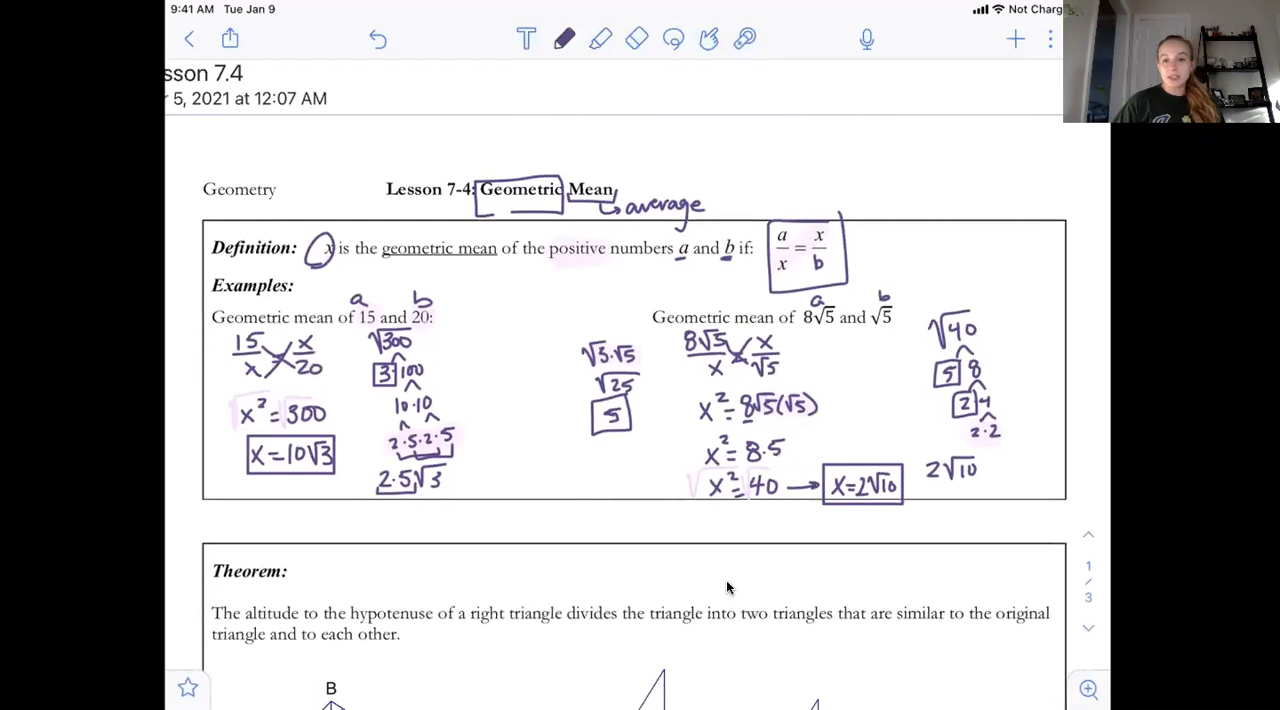 9:41 AM Tue Jan 9
Not Charg
T
sson 7.4
r 5, 2021 at 12:07 AM
Geometry Lesson 7-4: Geometric Mean
average
Definition: x is the geometric mean of the positive numbers a and b if: a/x = x/b
Examples:
a b
Geometric mean of 15 and 20:
15/x = x/20
x² = √300
x = 10√3
√300
3 100
10·10
2·5·2·5
2·5√3
√5·√5
√25
5
a b
Geometric mean of 8√5 and √5
8√5/x = x/√5
x² = 8√5(√5)
x² = 8·5
√x² = √40 → x = 2√10
√40
5 8
2 4
2·2
2√10
Theorem:
The altitude to the hypotenuse of a right triangle divides the triangle into two triangles that are similar to the original
triangle and to each other.
B
1
/
3